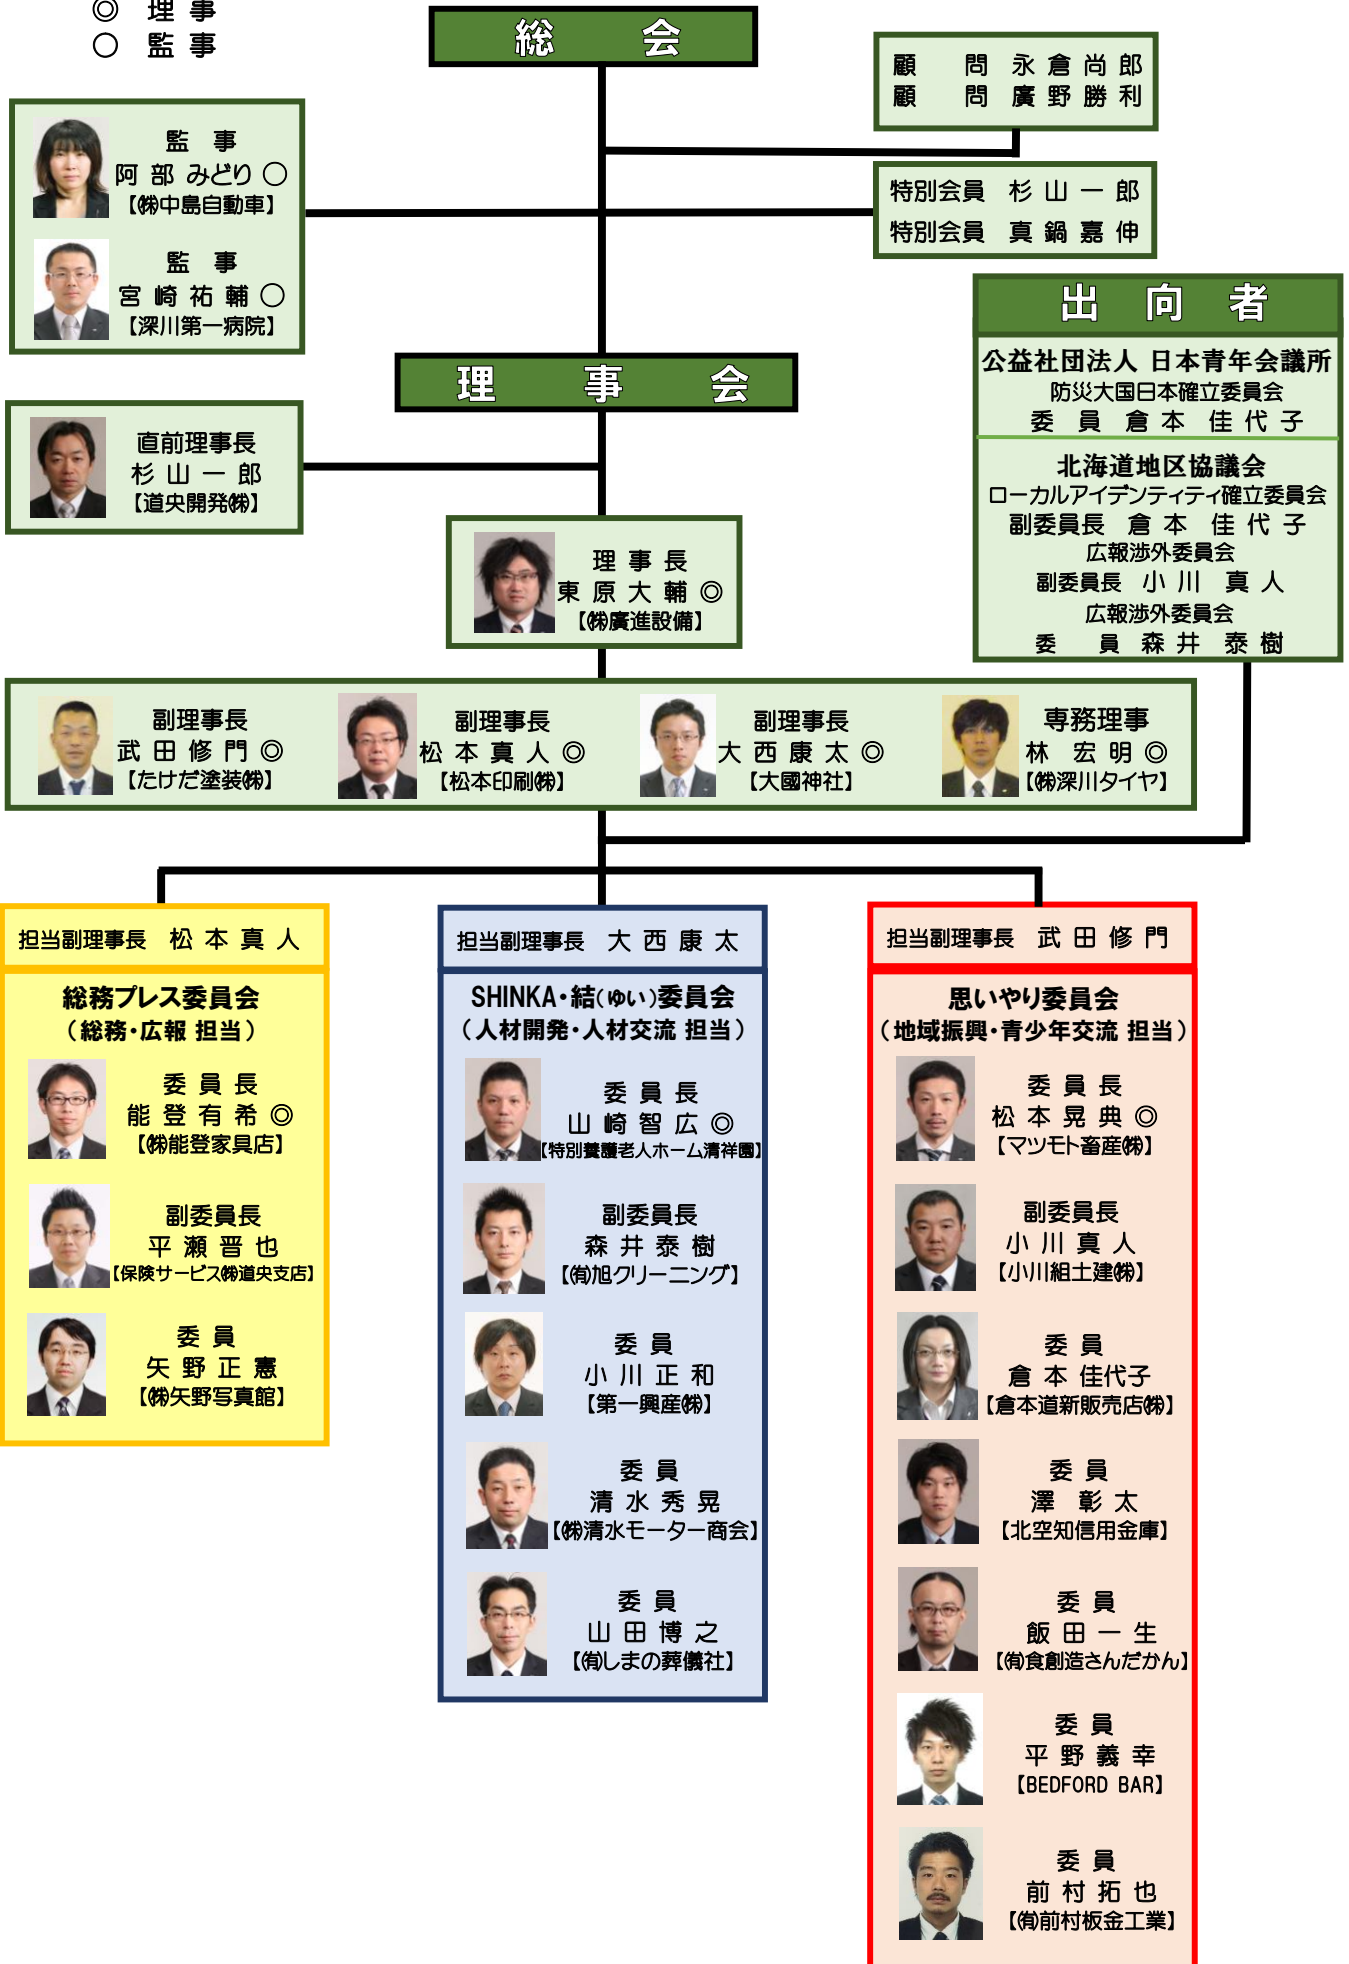 ◎ 理事
○ 監事
総会
顧問 永倉尚郎
顧問 廣野勝利
監事
阿部 みどり ○
【㈱中島自動車】
監事
宮崎祐輔 ○
【深川第一病院】
特別会員 杉山一郎
特別会員 真鍋嘉伸
理事会
出向者
公益社団法人 日本青年会議所
防災大国日本確立委員会
委員 倉本 佳代子
北海道地区協議会
ローカルアイデンティティ確立委員会
副委員長 倉本 佳代子
広報渉外委員会
副委員長 小川 真人
広報渉外委員会
委員 森井 泰樹
直前理事長
杉山一郎
【道央開発㈱】
理事長
東原大輔 ◎
【㈱廣進設備】
副理事長
武田修門 ◎
【たけだ塗装㈱】
副理事長
松本真人 ◎
【松本印刷㈱】
副理事長
大西康太 ◎
【大國神社】
専務理事
林 宏明 ◎
【㈱深川タイヤ】
担当副理事長 松本真人
総務プレス委員会
（総務・広報 担当）
委員長
能登有希 ◎
【㈱能登家具店】
副委員長
平瀬晋也
【保険サービス㈱道央支店】
委員
矢野正憲
【㈱矢野写真館】
担当副理事長 大西康太
SHINKA・結（ゆい）委員会
（人材開発・人材交流 担当）
委員長
山崎智広 ◎
【特別養護老人ホーム清祥園】
副委員長
森井泰樹
【㈲旭クリーニング】
委員
小川正和
【第一興産㈱】
委員
清水秀晃
【㈱清水モーター商会】
委員
山田博之
【㈲しまの葬儀社】
担当副理事長 武田修門
思いやり委員会
（地域振興・青少年交流 担当）
委員長
松本晃典 ◎
【マツモト畜産㈱】
副委員長
小川真人
【小川組土建㈱】
委員
倉本 佳代子
【倉本道新販売店㈱】
委員
澤 彰太
【北空知信用金庫】
委員
飯田一生
【㈲食創造さんだかん】
委員
平野義幸
【BEDFORD BAR】
委員
前村拓也
【㈲前村板金工業】